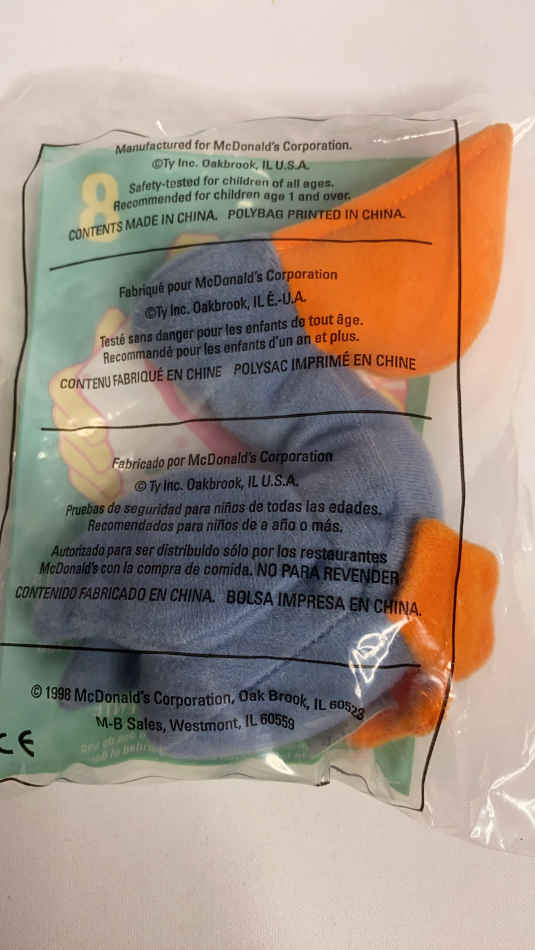 Manufactured for McDonald's Corporation.
©Ty Inc. Oakbrook, IL U.S.A.
8
Safety-tested for children of all ages.
Recommended for children age 1 and over.
CONTENTS MADE IN CHINA. POLYBAG PRINTED IN CHINA.
Fabriqué pour McDonald's Corporation
©Ty Inc. Oakbrook, IL É.-U.A.
Testé sans danger pour les enfants de tout âge.
Recommandé pour les enfants d'un an et plus.
CONTENU FABRIQUÉ EN CHINE POLYSAC IMPRIMÉ EN CHINE
Fabricado por McDonald's Corporation
© Ty Inc. Oakbrook, IL U.S.A.
Pruebas de seguridad para niños de todas las edades.
Recomendados para niños de a año o más.
Autorizado para ser distribuido sólo por los restaurantes
McDonald's con la compra de comida. NO PARA REVENDER
CONTENIDO FABRICADO EN CHINA. BOLSA IMPRESA EN CHINA.
© 1998 McDonald's Corporation, Oak Brook, IL 60523
M-B Sales, Westmont, IL 60559
CE